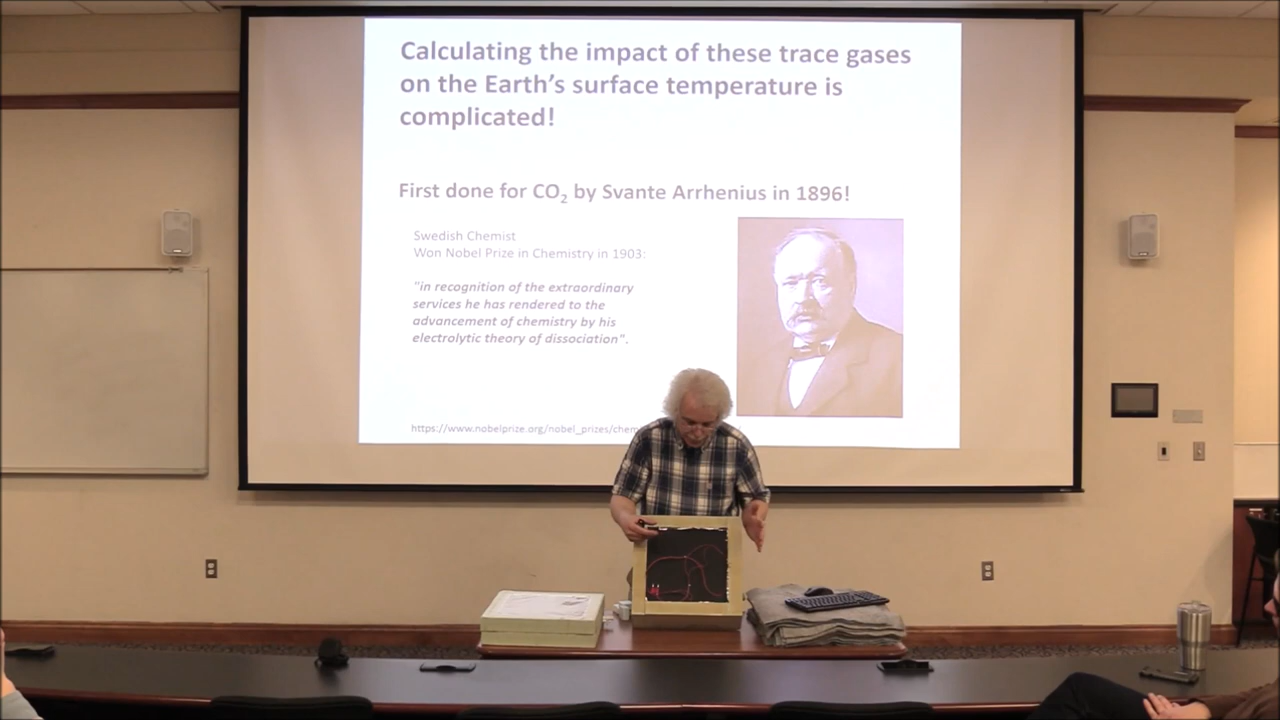 Calculating the impact of these trace gases
on the Earth's surface temperature is
complicated!
First done for CO₂ by Svante Arrhenius in 1896!
Swedish Chemist
Won Nobel Prize in Chemistry in 1903:
"in recognition of the extraordinary
services he has rendered to the
advancement of chemistry by his
electrolytic theory of dissociation".
https://www.nobelprize.org/nobel_prizes/chem